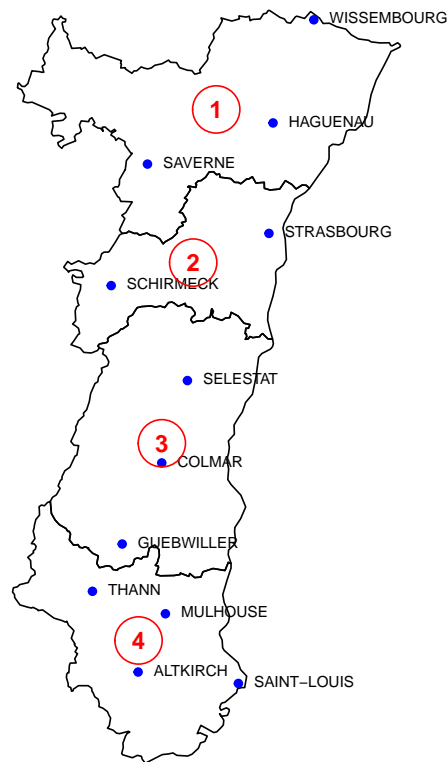 WISSEMBOURG
1
HAGUENAU
SAVERNE
STRASBOURG
2
SCHIRMECK
SELESTAT
3
COLMAR
GUEBWILLER
THANN
MULHOUSE
4
ALTKIRCH
SAINT−LOUIS